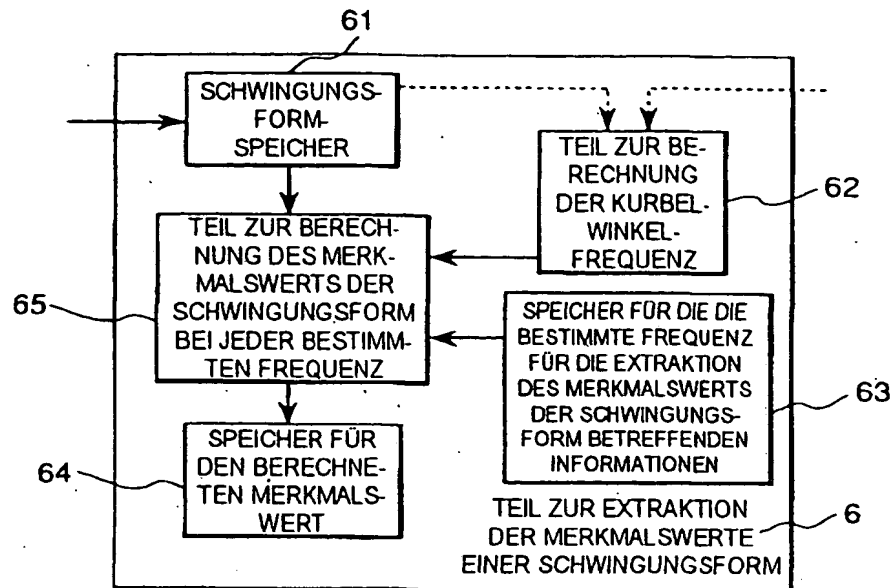 61
SCHWINGUNGS-
FORM-
SPEICHER
TEIL ZUR BE-
RECHNUNG
DER KURBEL-
WINKEL-
FREQUENZ
62
TEIL ZUR BERECH-
NUNG DES MERK-
MALSWERTS DER
SCHWINGUNGSFORM
BEI JEDER BESTIMM-
TEN FREQUENZ
65
SPEICHER FÜR DIE DIE
BESTIMMTE FREQUENZ
FÜR DIE EXTRAKTION
DES MERKMALSWERTS
DER SCHWINGUNGS-
FORM BETREFFENDEN
INFORMATIONEN
63
SPEICHER FÜR
DEN BERECHNE-
TEN MERKMALS-
WERT
64
TEIL ZUR EXTRAKTION
DER MERKMALSWERTE
EINER SCHWINGUNGSFORM
6